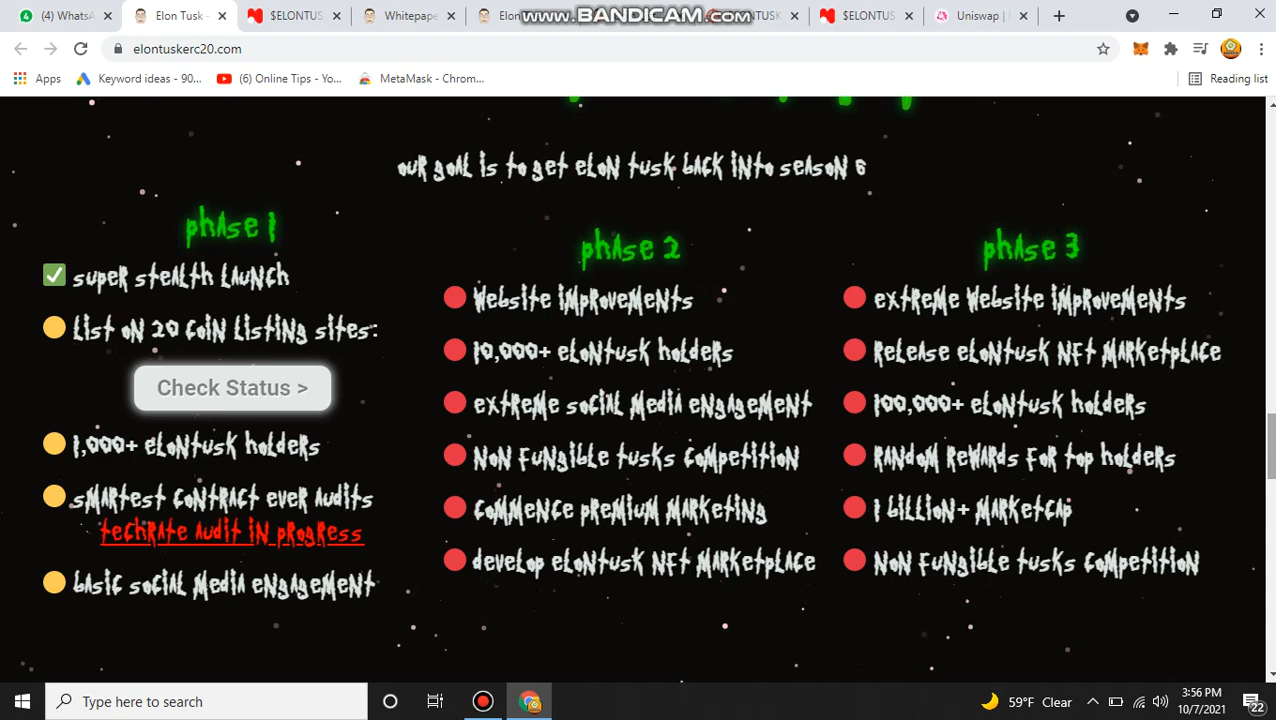 (4) WhatsA
Elon Tusk -
$ELONTUS
Whitepape
Elon
www.BANDICAM.com
TUSK
$ELONTUS
Uniswap | A
elontuskerc20.com
Apps
Keyword ideas - 90...
(6) Online Tips - Yo...
MetaMask - Chrom...
Reading list
our goal is to get elon tusk back into season 6
phase 1
super stealth launch
list on 20 coin listing sites:
Check Status >
1,000+ elontusk holders
smartest contract ever audits
techrate audit in progress
basic social media engagement
phase 2
website improvements
10,000+ elontusk holders
extreme social media engagement
non fungible tusks competition
commence premium marketing
develop elontusk nft marketplace
phase 3
extreme website improvements
release elontusk nft marketplace
100,000+ elontusk holders
random rewards for top holders
1 billion+ marketcap
non fungible tusks competition
Type here to search
59°F Clear
3:56 PM
10/7/2021
22